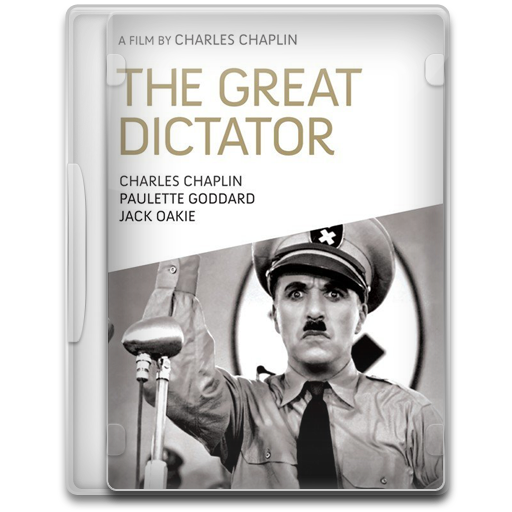 A FILM BY CHARLES CHAPLIN
THE GREAT
DICTATOR
CHARLES CHAPLIN
PAULETTE GODDARD
JACK OAKIE